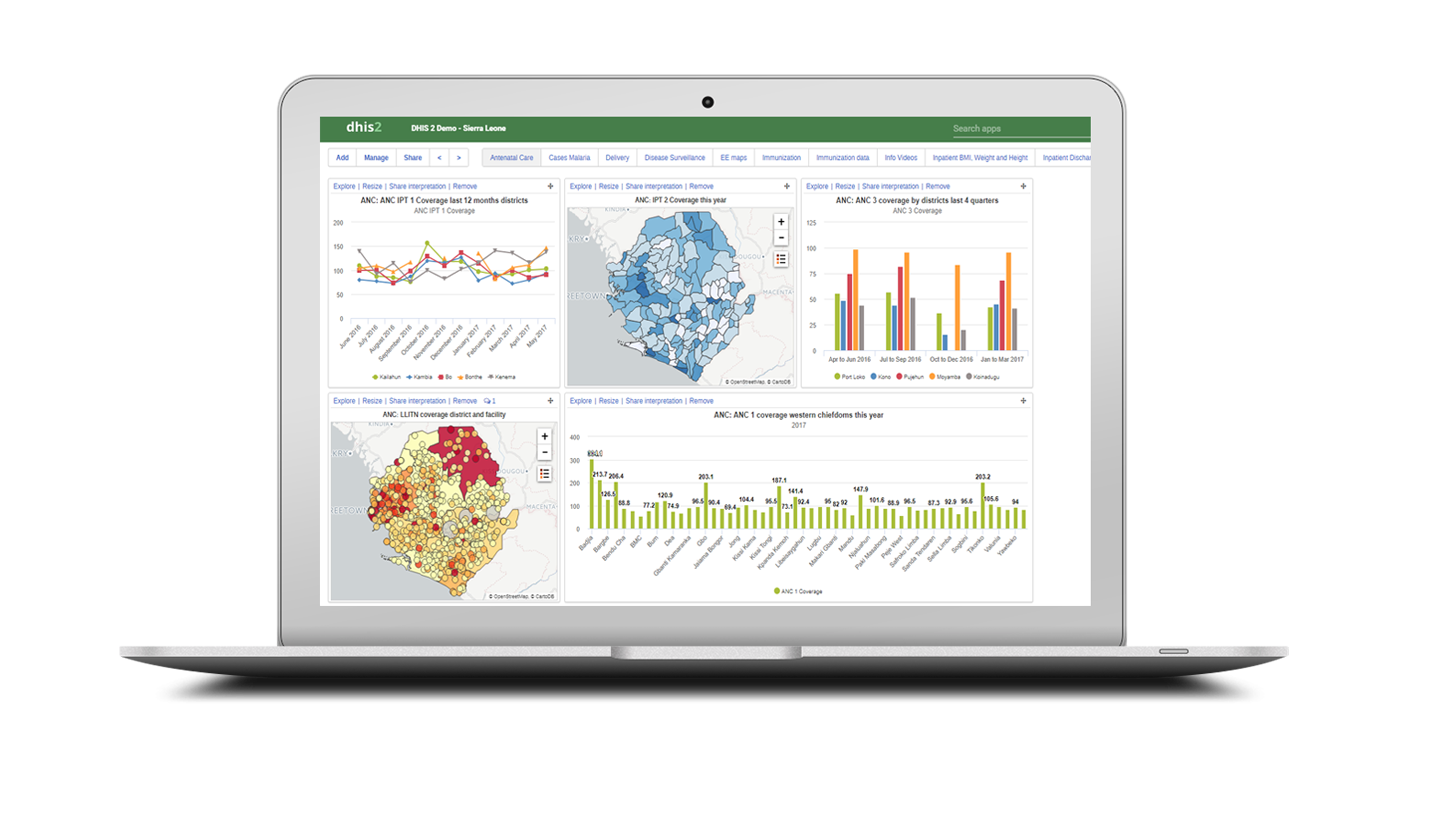 dhis2 DHIS 2 Demo - Sierra Leone Search apps
Add Manage Share < > Antenatal Care Cases Malaria Delivery Disease Surveillance EE maps Immunization Immunization data Info Videos Inpatient BMI, Weight and Height Inpatient Dischar
Explore | Resize | Share interpretation | Remove
ANC: ANC IPT 1 Coverage last 12 months districts
ANC IPT 1 Coverage
200
150
100
50
0
June 2016
July 2016
August 2016
September 2016
October 2016
November 2016
December 2016
January 2017
February 2017
March 2017
April 2017
May 2017
Kailahun Kambia Bo Bonthe Kenema
Explore | Resize | Share interpretation | Remove
ANC: IPT 2 Coverage this year
KINDIA
KRY
OUGOU
MACENTA
REETOWN
+
−
© OpenStreetMap, © CartoDB
Explore | Resize | Share interpretation | Remove
ANC: ANC 3 coverage by districts last 4 quarters
ANC 3 Coverage
125
100
75
50
25
0
Apr to Jun 2016 Jul to Sep 2016 Oct to Dec 2016 Jan to Mar 2017
Port Loko Kono Pujehun Moyamba Koinadugu
Explore | Resize | Share interpretation | Remove 1
ANC: LLITN coverage district and facility
KINDIA
KRY
OUGOU
MACENTA
REETOWN
+
−
© OpenStreetMap, © CartoDB
Explore | Resize | Share interpretation | Remove
ANC: ANC 1 coverage western chiefdoms this year
2017
400
300
200
100
0
213.7 126.5 206.4 88.8 77.2 120.9 74.9 96.5 203.1 90.4 69.4 104.4 95.5 187.1 73.1 141.4 92.4 95 82 92 147.9 101.6 88.9 96.5 87.3 92.9 95.6 203.2 105.6 94
Badjia
Bargbe
Bendu Cha
BMC
Bum
Dea
Gbanti Kamaranka
Gbo
Jaiama Bongor
Jong
Kissi Kama
Kissi Tongi
Kpanda Kemoh
Libeisaygahun
Lugbu
Makari Gbanti
Mandu
Njaluahun
Paki Masabong
Peje West
Safroko Limba
Sanda Tendaren
Sella Limba
Sogbini
Tikonko
Valunia
Yawbeko
ANC 1 Coverage